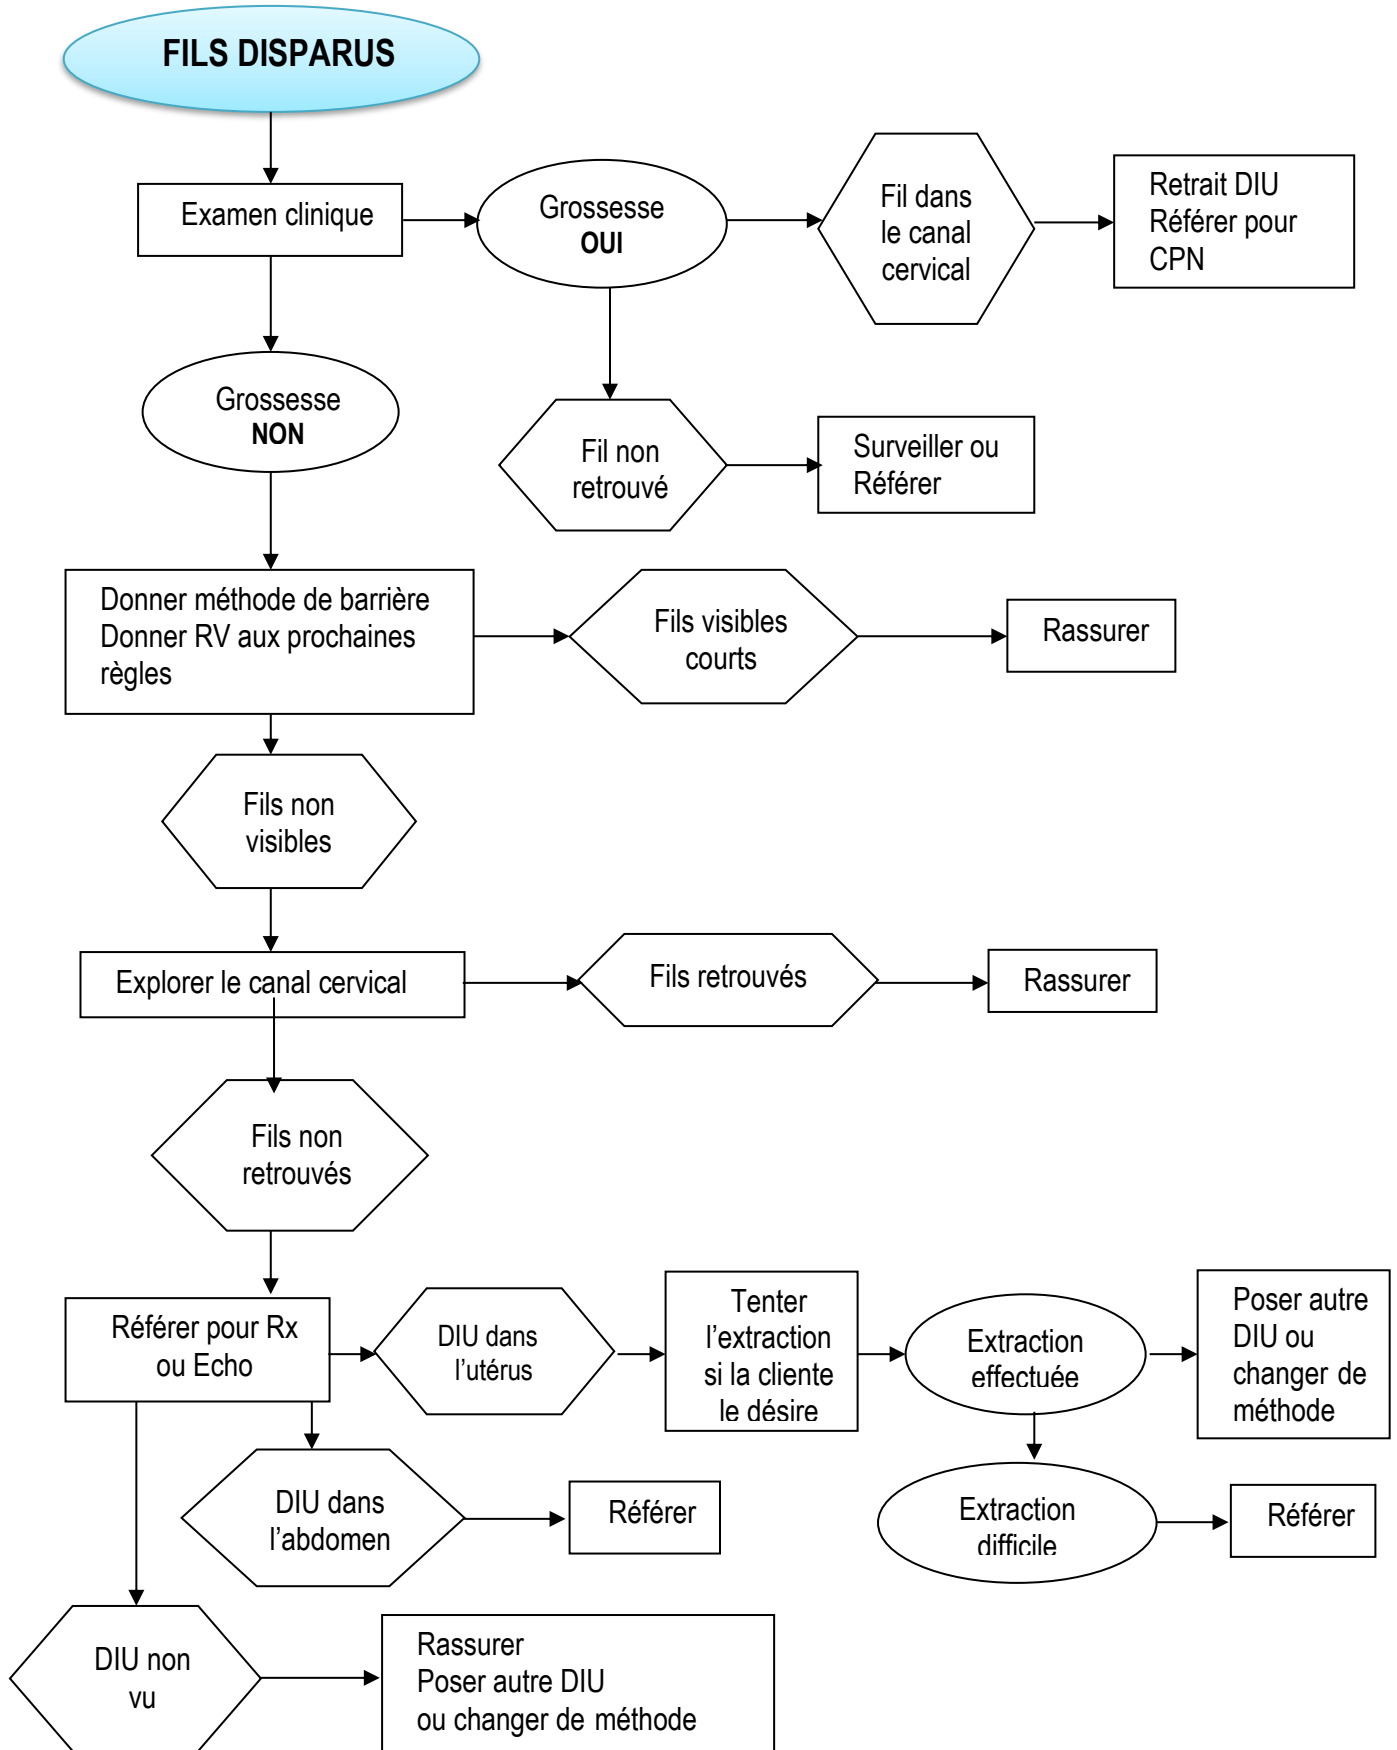 FILS DISPARUS
Examen clinique
Grossesse
OUI
Fil dans
le canal
cervical
Retrait DIU
Référer pour
CPN
Grossesse
NON
Fil non
retrouvé
Surveiller ou
Référer
Donner méthode de barrière
Donner RV aux prochaines
règles
Fils visibles
courts
Rassurer
Fils non
visibles
Explorer le canal cervical
Fils retrouvés
Rassurer
Fils non
retrouvés
Référer pour Rx
ou Echo
DIU dans
l’utérus
Tenter
l’extraction
si la cliente
le désire
Extraction
effectuée
Poser autre
DIU ou
changer de
méthode
DIU dans
l’abdomen
Référer
Extraction
difficile
Référer
DIU non
vu
Rassurer
Poser autre DIU
ou changer de méthode